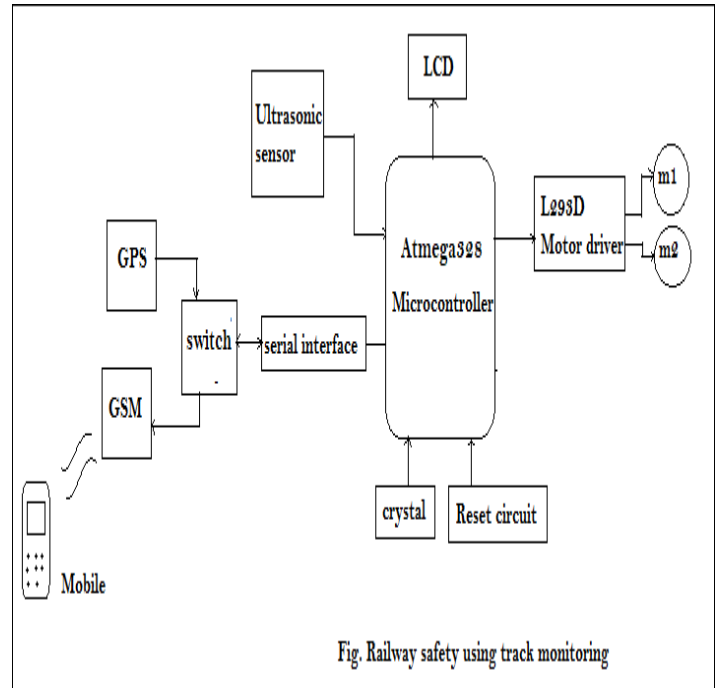 LCD
Ultrasonic
sensor
m1
L293D
Motor driver
m2
GPS
Atmega328
Microcontroller
switch
serial interface
GSM
crystal
Reset circuit
Mobile
Fig. Railway safety using track monitoring